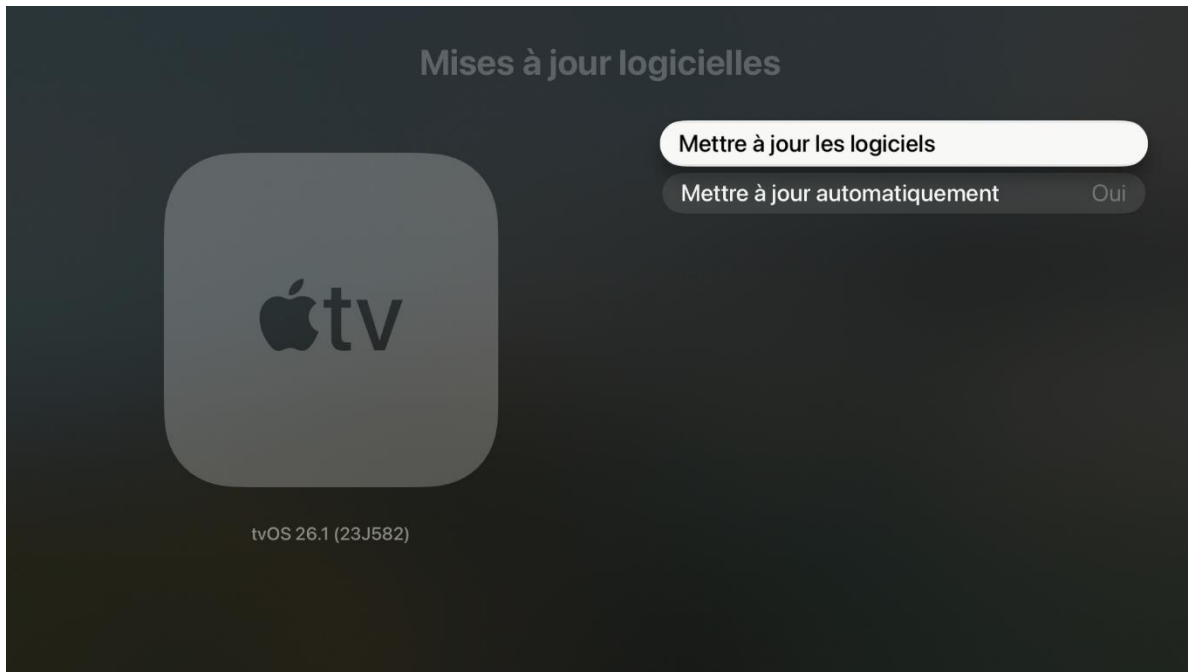 Mises à jour logicielles
Mettre à jour les logiciels
Mettre à jour automatiquement Oui
tv
tvOS 26.1 (23J582)